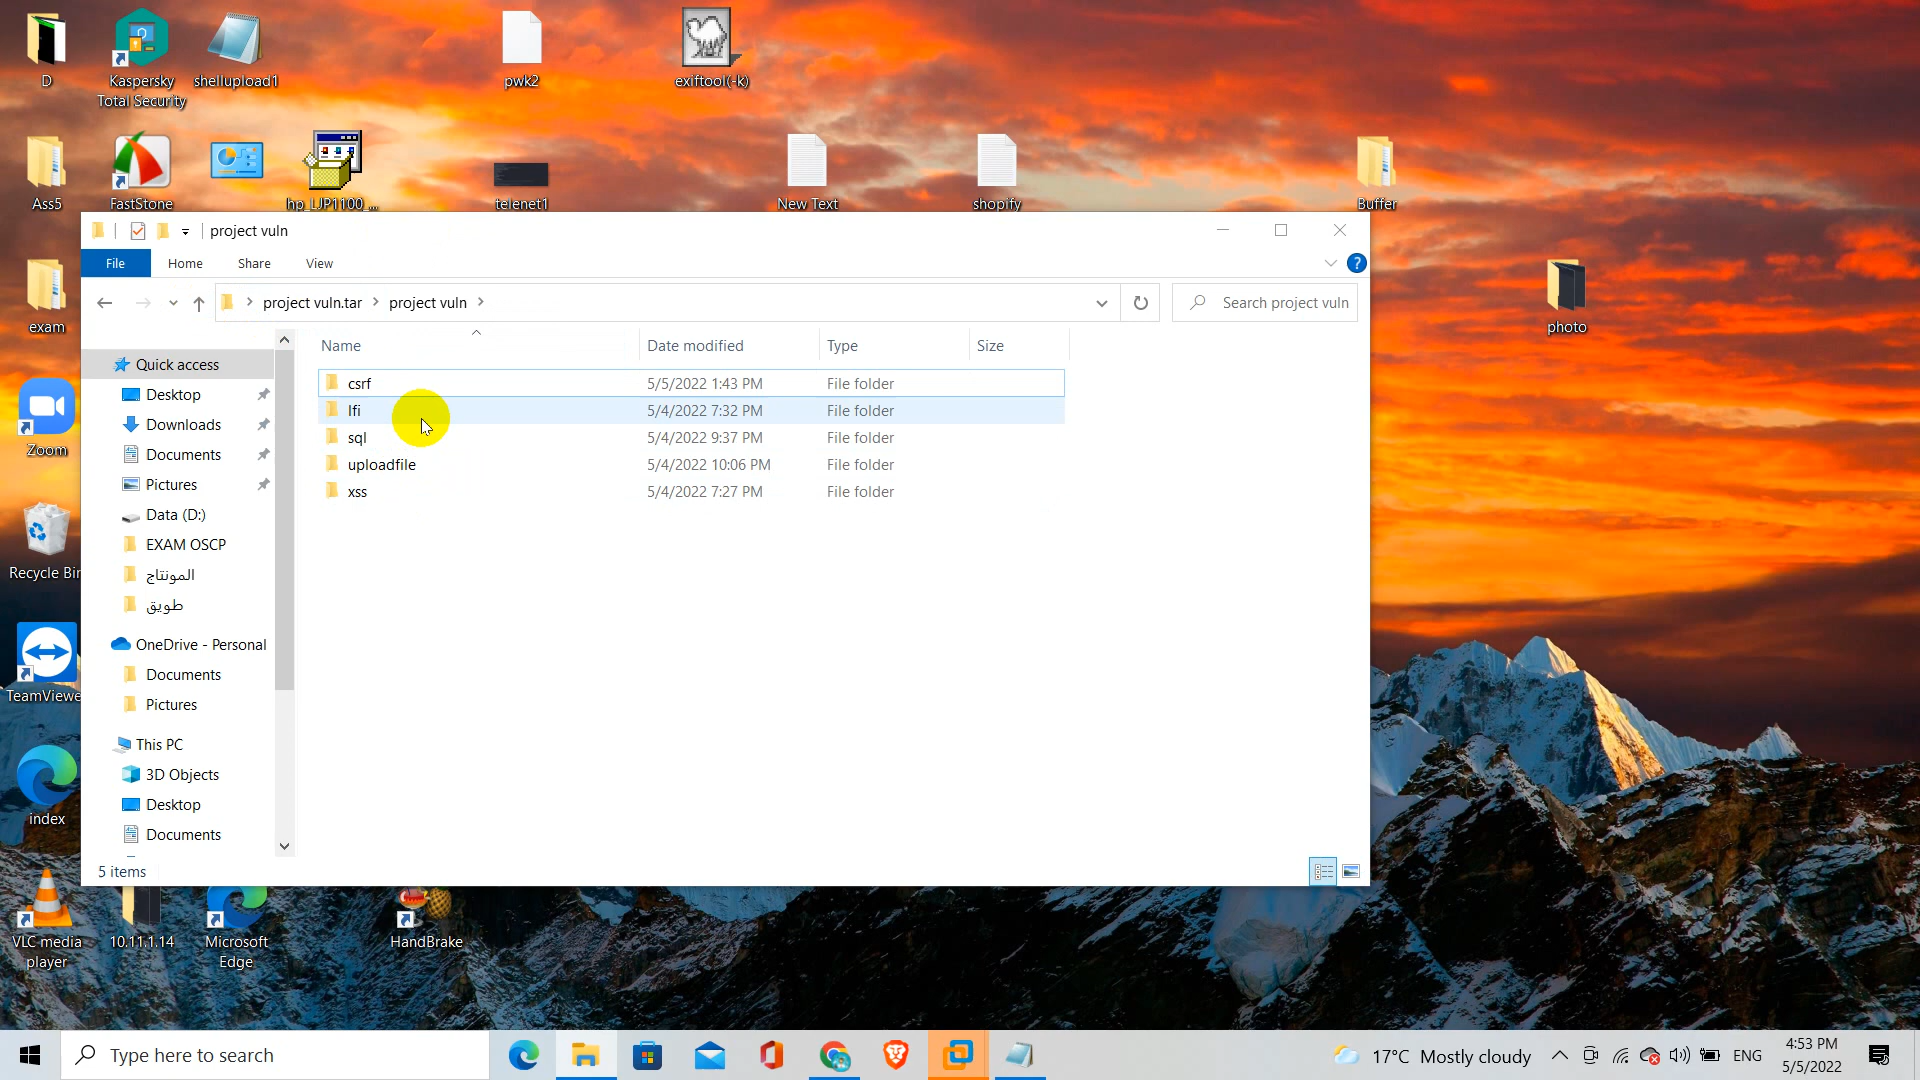 D
Kaspersky
Total Security
shellupload1
pwk2
exiftool(-k)
Ass5
FastStone
hp_LJP1100_...
telenet1
New Text
shopify
Buffer
exam
photo
Zoom
Recycle Bin
TeamViewe
index
VLC media
player
10.11.1.14
Microsoft
Edge
HandBrake
project vuln
File
Home
Share
View
?
project vuln.tar
project vuln
Search project vuln
Name
Date modified
Type
Size
csrf
5/5/2022 1:43 PM
File folder
lfi
5/4/2022 7:32 PM
File folder
sql
5/4/2022 9:37 PM
File folder
uploadfile
5/4/2022 10:06 PM
File folder
xss
5/4/2022 7:27 PM
File folder
Quick access
Desktop
Downloads
Documents
Pictures
Data (D:)
EXAM OSCP
المونتاج
طويق
OneDrive - Personal
Documents
Pictures
This PC
3D Objects
Desktop
Documents
5 items
Type here to search
17°C Mostly cloudy
ENG
4:53 PM
5/5/2022